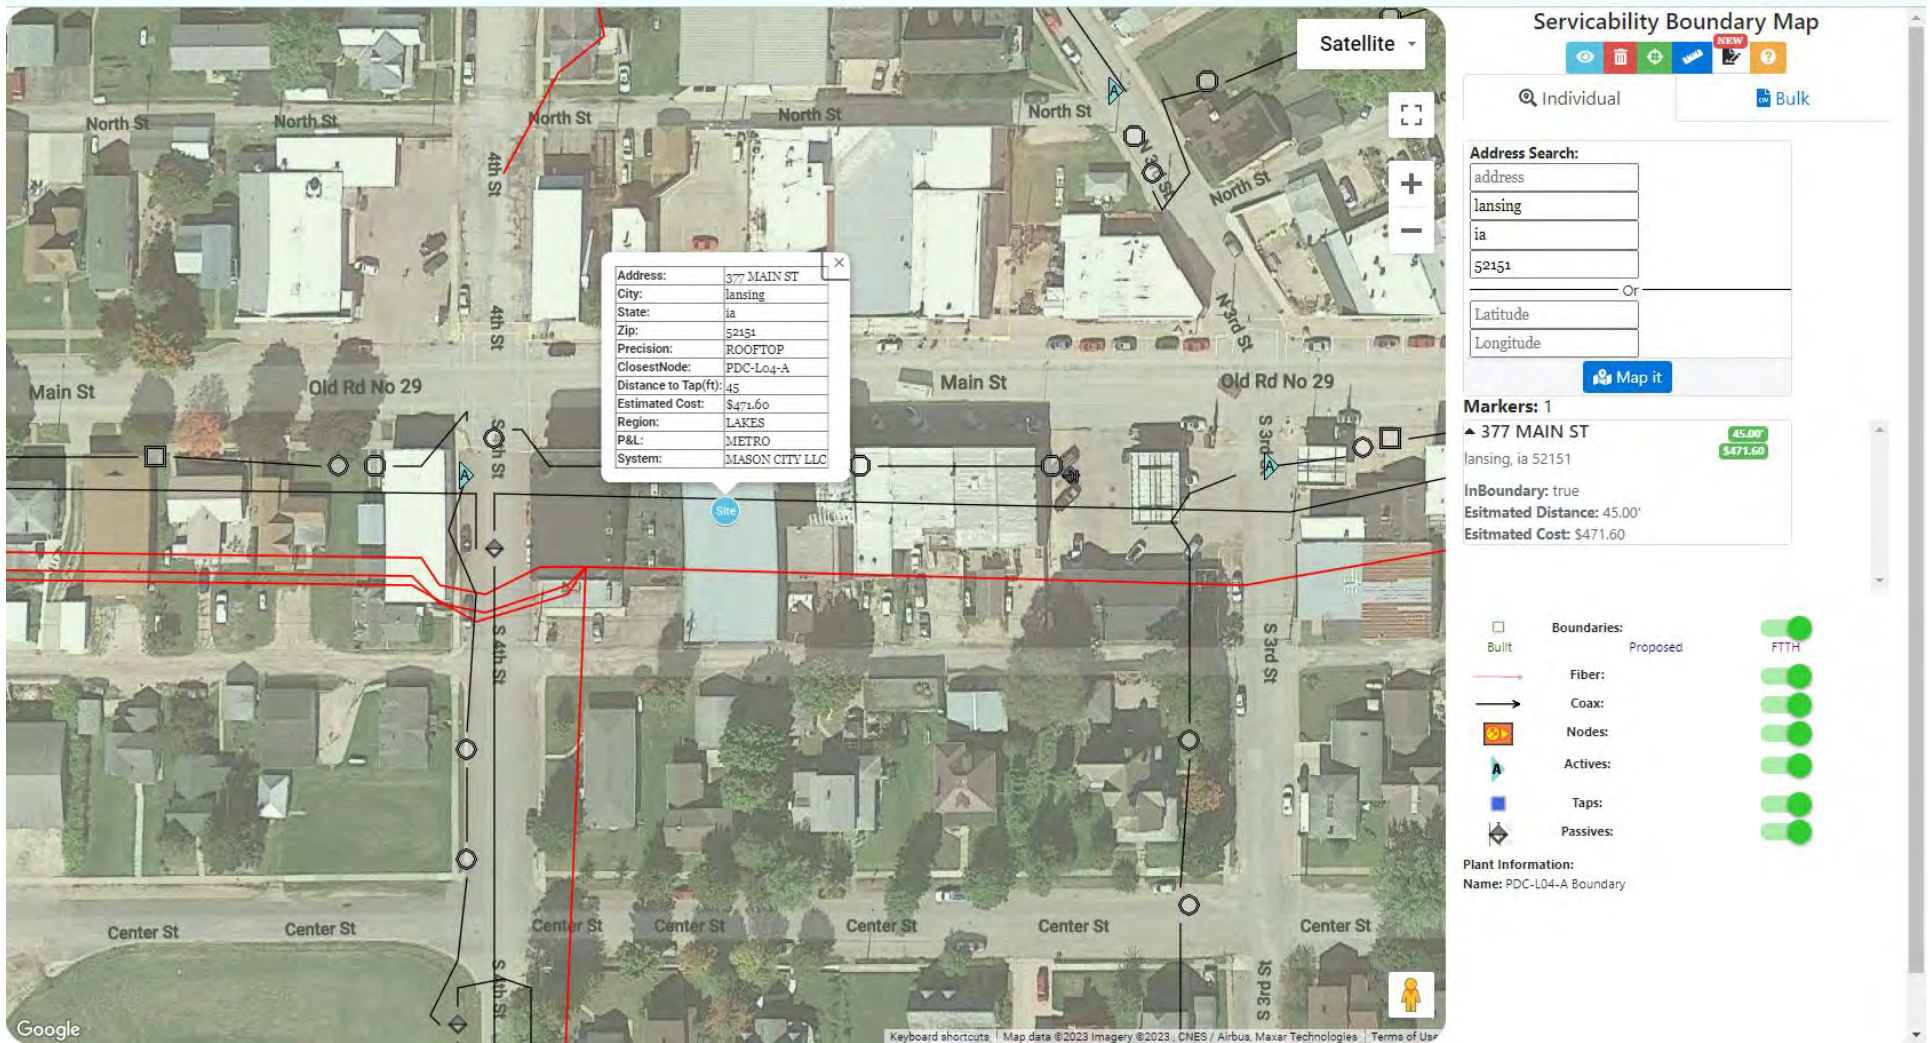 Servicability Boundary Map
NEW
Individual
Bulk
Address Search:
address
lansing
ia
52151
Or
Latitude
Longitude
Map it
Markers: 1
377 MAIN ST
45.00'
$471.60
lansing, ia 52151
InBoundary: true
Esitmated Distance: 45.00'
Esitmated Cost: $471.60
Boundaries:
Built
Proposed
FTTH
Fiber:
Coax:
Nodes:
A
Actives:
Taps:
Passives:
Plant Information:
Name: PDC-L04-A Boundary
Satellite
North St
North St
North St
North St
North St
North St
4th St
4th St
N 3rd St
N 3rd St
A
Address: 377 MAIN ST
City: lansing
State: ia
Zip: 52151
Precision: ROOFTOP
ClosestNode: PDC-L04-A
Distance to Tap(ft): 45
Estimated Cost: $471.60
Region: LAKES
P&L: METRO
System: MASON CITY LLC
Site
Main St
Old Rd No 29
Main St
Old Rd No 29
S 4th St
A
S 3rd St
A
S 4th St
S 3rd St
Center St
Center St
Center St
Center St
Center St
Center St
Center St
S 4th St
S 3rd St
Google
Keyboard shortcuts
Map data ©2023 Imagery ©2023 , CNES / Airbus, Maxar Technologies
Terms of Use